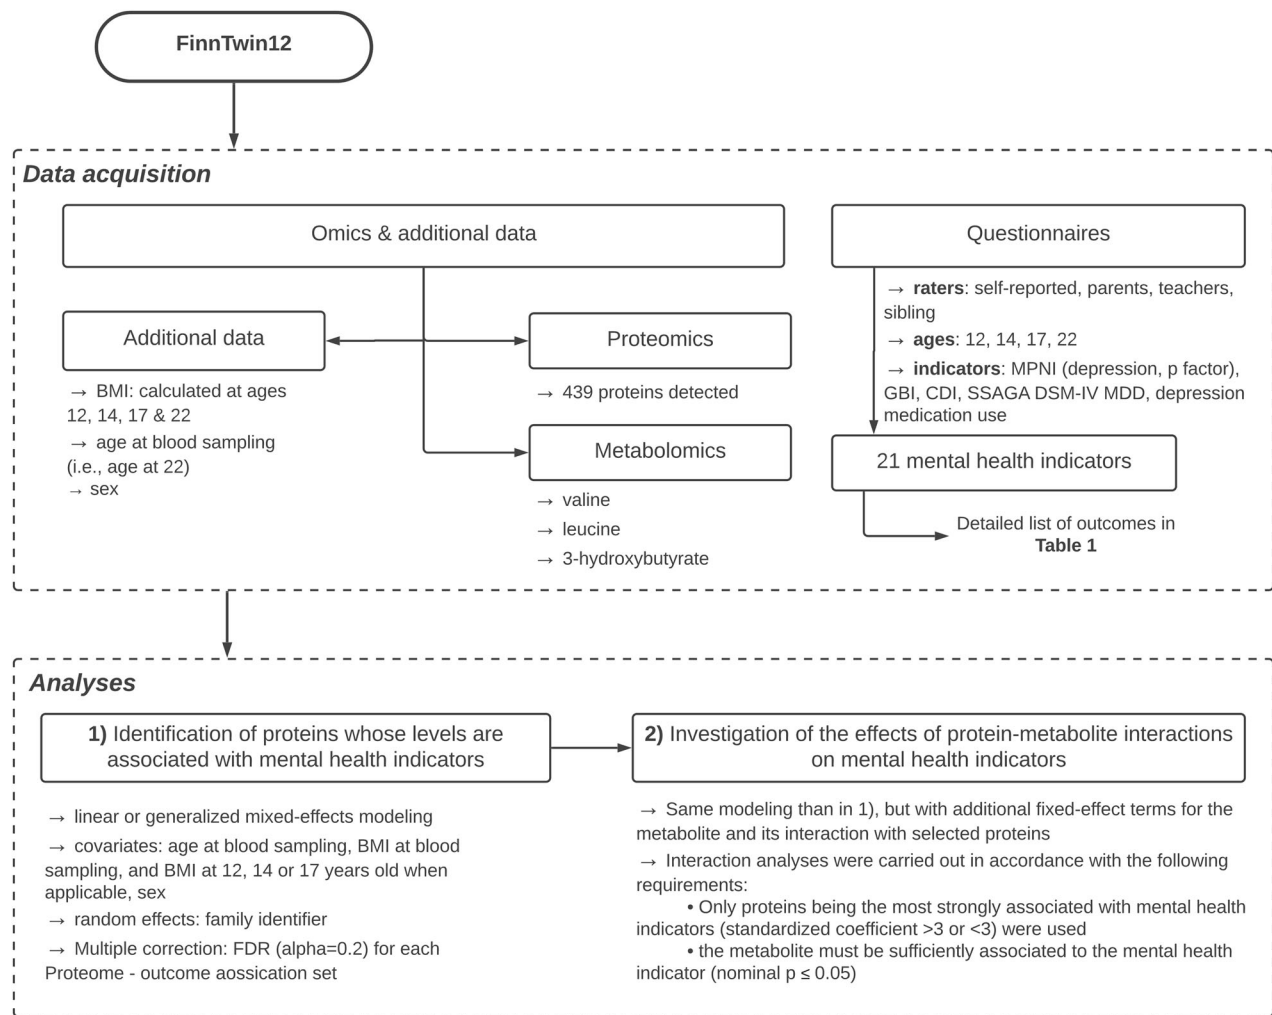 FinnTwin12
Data acquisition
Omics & additional data
Additional data
→ BMI: calculated at ages
12, 14, 17 & 22
→ age at blood sampling
(i.e., age at 22)
→ sex
Proteomics
→ 439 proteins detected
Metabolomics
→ valine
→ leucine
→ 3-hydroxybutyrate
Questionnaires
→ raters: self-reported, parents, teachers,
sibling
→ ages: 12, 14, 17, 22
→ indicators: MPNI (depression, p factor),
GBI, CDI, SSAGA DSM-IV MDD, depression
medication use
21 mental health indicators
Detailed list of outcomes in
Table 1
Analyses
1) Identification of proteins whose levels are
associated with mental health indicators
→ linear or generalized mixed-effects modeling
→ covariates: age at blood sampling, BMI at blood
sampling, and BMI at 12, 14 or 17 years old when
applicable, sex
→ random effects: family identifier
→ Multiple correction: FDR (alpha=0.2) for each
Proteome - outcome aossication set
2) Investigation of the effects of protein-metabolite interactions
on mental health indicators
→ Same modeling than in 1), but with additional fixed-effect terms for the
metabolite and its interaction with selected proteins
→ Interaction analyses were carried out in accordance with the following
requirements:
• Only proteins being the most strongly associated with mental health
indicators (standardized coefficient >3 or <3) were used
• the metabolite must be sufficiently associated to the mental health
indicator (nominal p ≤ 0.05)